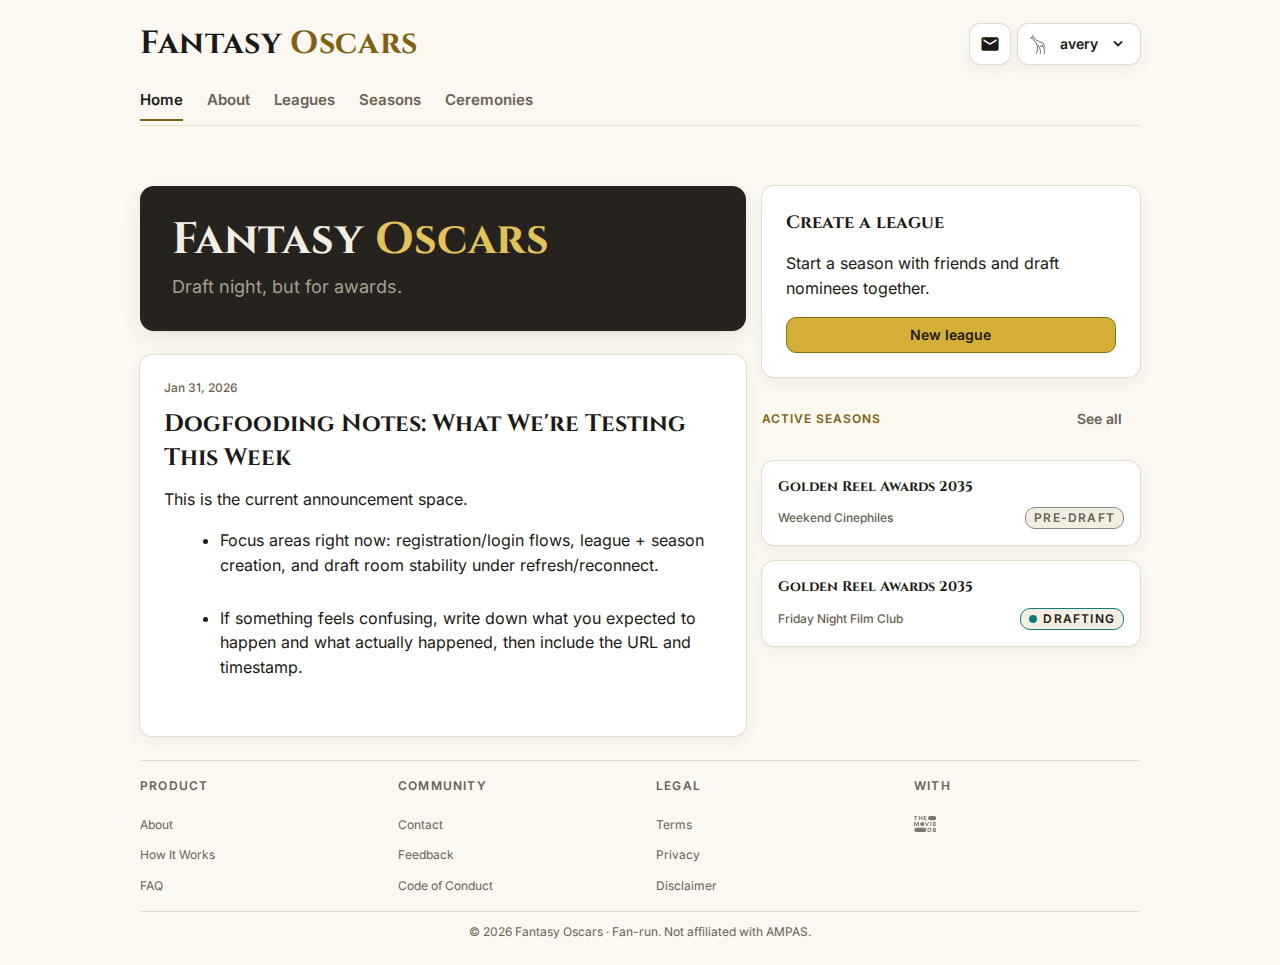 Fantasy Oscars
avery
Home About Leagues Seasons Ceremonies
Fantasy Oscars
Draft night, but for awards.
Jan 31, 2026
Dogfooding Notes: What We're Testing
This Week
This is the current announcement space.
Focus areas right now: registration/login flows, league + season
creation, and draft room stability under refresh/reconnect.
If something feels confusing, write down what you expected to
happen and what actually happened, then include the URL and
timestamp.
Create a league
Start a season with friends and draft
nominees together.
New league
ACTIVE SEASONS See all
Golden Reel Awards 2035
Weekend Cinephiles PRE-DRAFT
Golden Reel Awards 2035
Friday Night Film Club DRAFTING
PRODUCT
About
How It Works
FAQ
COMMUNITY
Contact
Feedback
Code of Conduct
LEGAL
Terms
Privacy
Disclaimer
WITH
THE
MOVIE
DB
© 2026 Fantasy Oscars · Fan-run. Not affiliated with AMPAS.